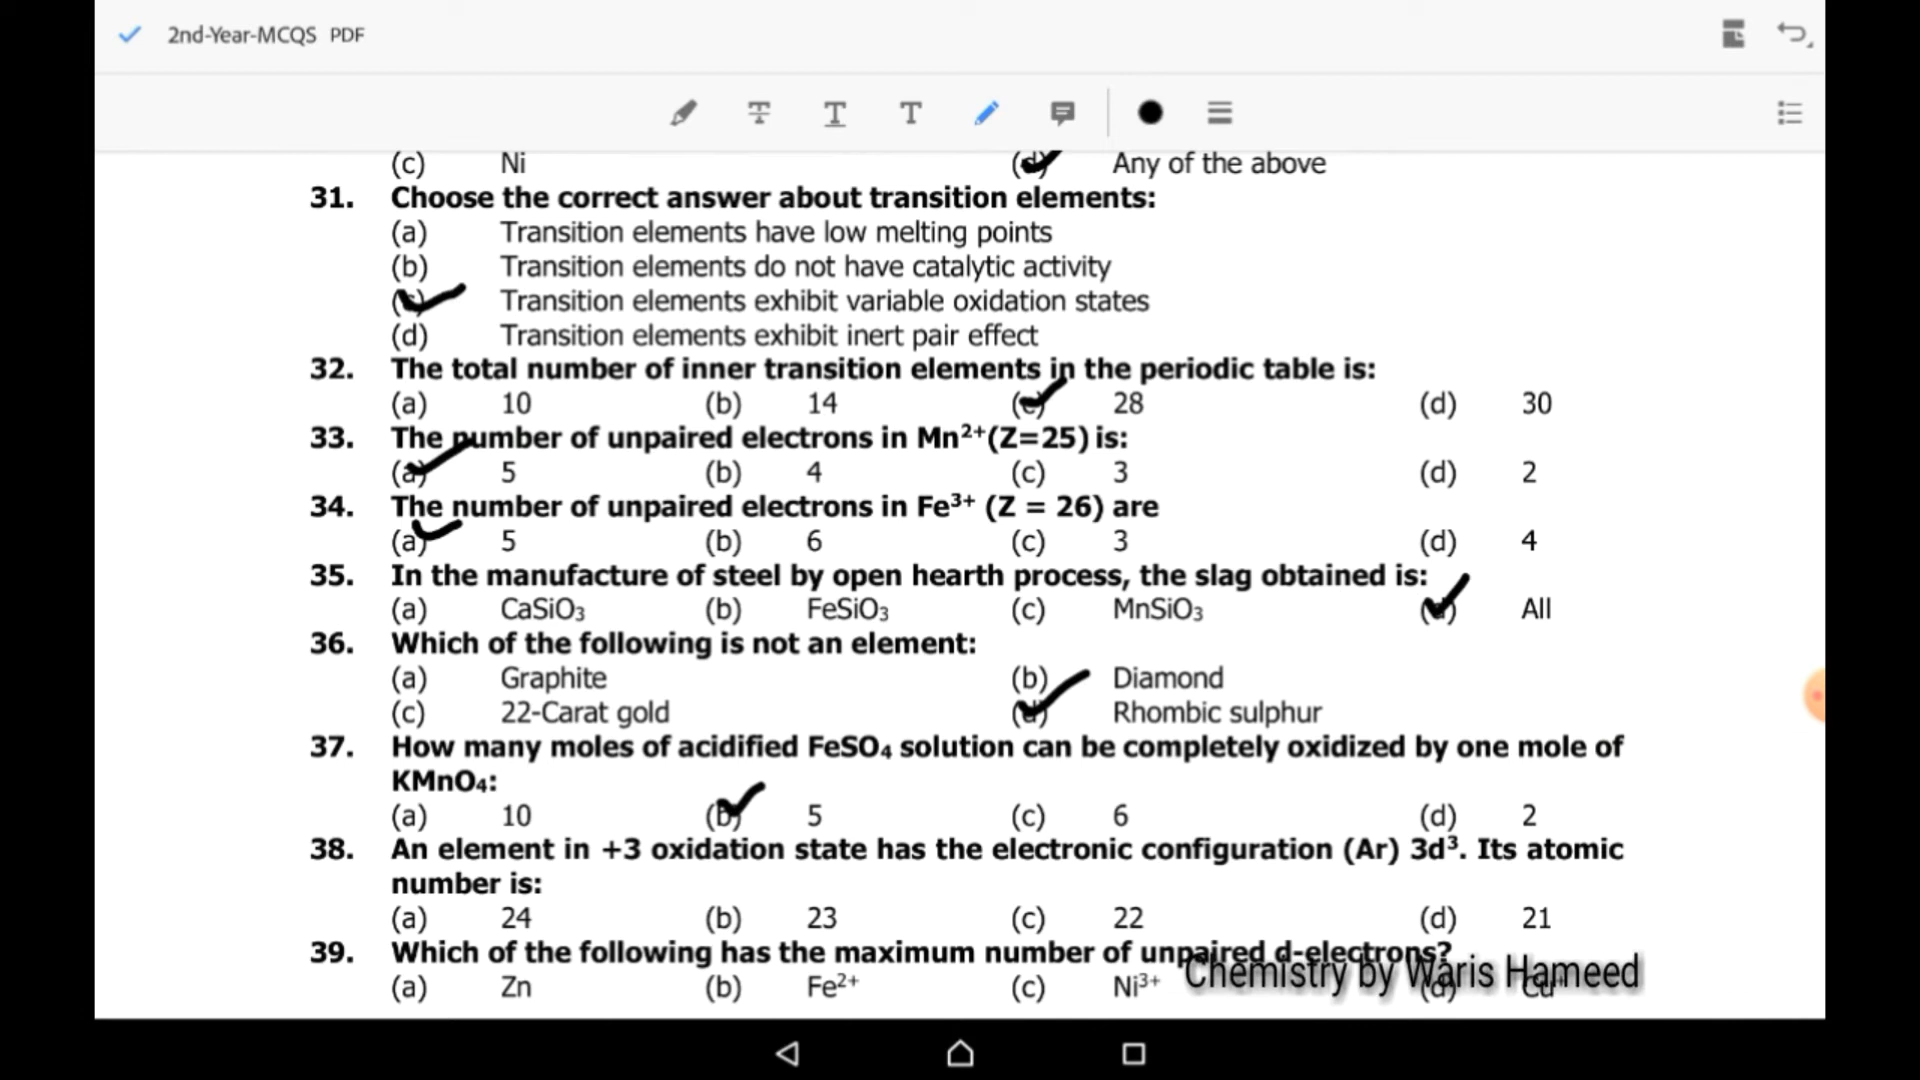 2nd-Year-MCQS PDF
(c) Ni (d) Any of the above
31. Choose the correct answer about transition elements:
(a) Transition elements have low melting points
(b) Transition elements do not have catalytic activity
(c) Transition elements exhibit variable oxidation states
(d) Transition elements exhibit inert pair effect
32. The total number of inner transition elements in the periodic table is:
(a) 10 (b) 14 (c) 28 (d) 30
33. The number of unpaired electrons in Mn²⁺(Z=25) is:
(a) 5 (b) 4 (c) 3 (d) 2
34. The number of unpaired electrons in Fe³⁺ (Z = 26) are
(a) 5 (b) 6 (c) 3 (d) 4
35. In the manufacture of steel by open hearth process, the slag obtained is:
(a) CaSiO₃ (b) FeSiO₃ (c) MnSiO₃ (d) All
36. Which of the following is not an element:
(a) Graphite (b) Diamond
(c) 22-Carat gold (d) Rhombic sulphur
37. How many moles of acidified FeSO₄ solution can be completely oxidized by one mole of
KMnO₄:
(a) 10 (b) 5 (c) 6 (d) 2
38. An element in +3 oxidation state has the electronic configuration (Ar) 3d³. Its atomic
number is:
(a) 24 (b) 23 (c) 22 (d) 21
39. Which of the following has the maximum number of unpaired d-electrons?
Chemistry by Waris Hameed
(a) Zn (b) Fe²⁺ (c) Ni³⁺ (d)